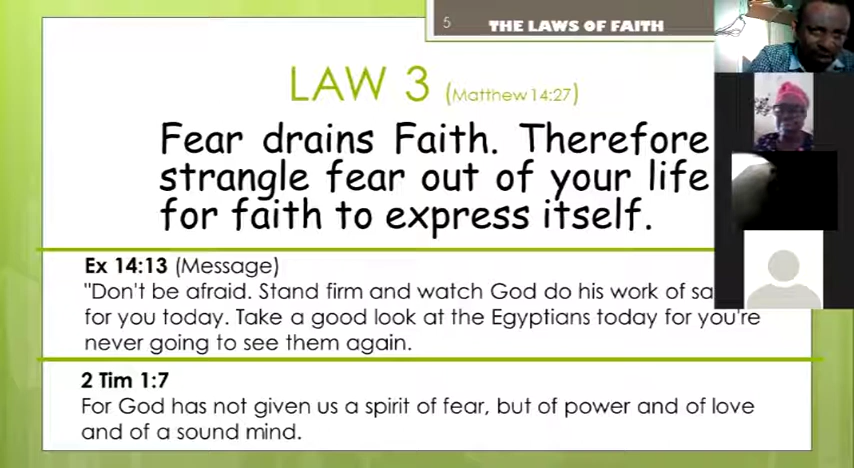 5 THE LAWS OF FAITH
LAW 3 (Matthew 14:27)
Fear drains Faith. Therefore
strangle fear out of your life
for faith to express itself.
Ex 14:13 (Message)
"Don't be afraid. Stand firm and watch God do his work of sa
for you today. Take a good look at the Egyptians today for you're
never going to see them again.
2 Tim 1:7
For God has not given us a spirit of fear, but of power and of love
and of a sound mind.